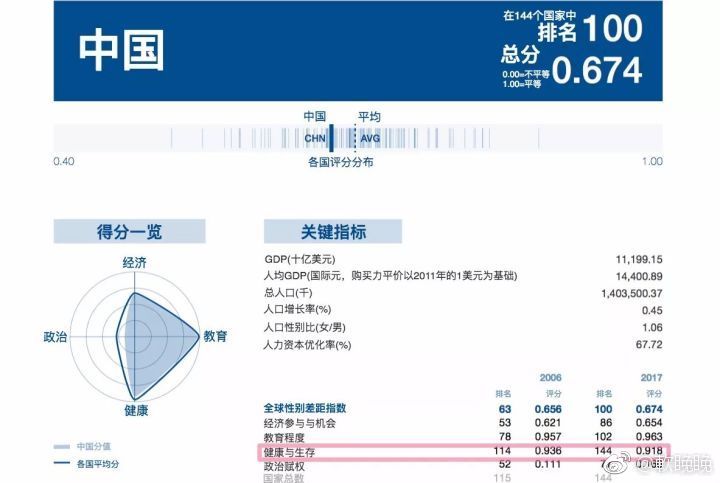 中国
在144个国家中
排名 100
总分
0.00=不平等
1.00=平等
0.674
中国 平均
CHN AVG
0.40 各国评分分布 1.00
得分一览
经济
政治
教育
健康
中国分值
各国平均分
关键指标
GDP(十亿美元) 11,199.15
人均GDP(国际元，购买力平价以2011年的1美元为基础) 14,400.89
总人口(千) 1,403,500.37
人口增长率(%) 0.45
人口性别比(女/男) 1.06
人力资本优化率(%) 67.72
2006 2017
排名 评分 排名 评分
全球性别差距指数 63 0.656 100 0.674
经济参与与机会 53 0.621 86 0.654
教育程度 78 0.957 102 0.963
健康与生存 114 0.936 144 0.918
政治赋权 52 0.111
国家总数 115 144